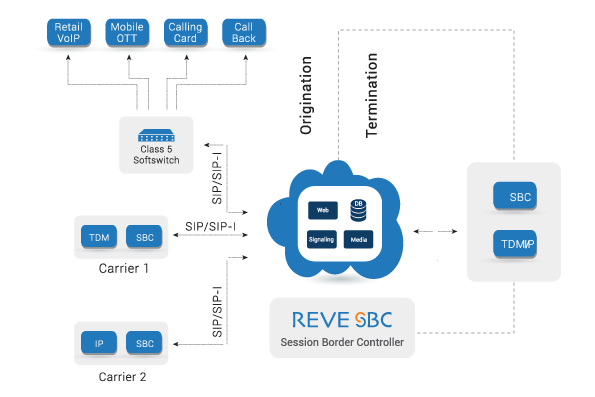 Retail
VoIP
Mobile
OTT
Calling
Card
Call
Back
Class 5
Softswitch
SIP/SIP-I
SIP/SIP-I
SIP/SIP-I
TDM
SBC
Carrier 1
IP
SBC
Carrier 2
Origination
Termination
Web
DB
Signaling
Media
REVE SBC
Session Border Controller
SBC
TDM/IP